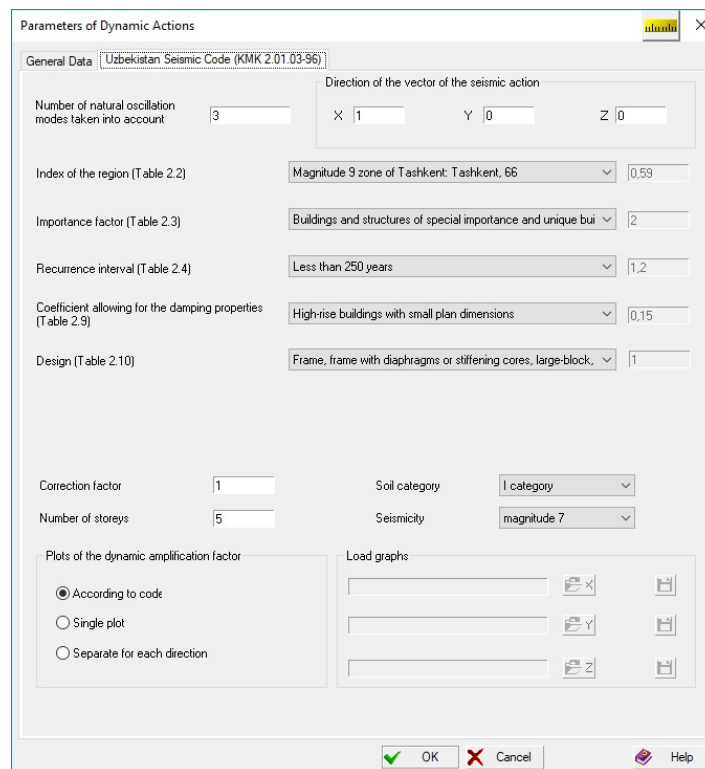 Parameters of Dynamic Actions
General Data
Uzbekistan Seismic Code (KMK 2.01.03-96)
Number of natural oscillation
modes taken into account
3
Direction of the vector of the seismic action
X 1 Y 0 Z 0
Index of the region (Table 2.2) Magnitude 9 zone of Tashkent: Tashkent, 66 0,59
Importance factor (Table 2.3) Buildings and structures of special importance and unique bui 2
Recurrence interval (Table 2.4) Less than 250 years 1,2
Coefficient allowing for the damping properties
(Table 2.9)
High-rise buildings with small plan dimensions 0,15
Design (Table 2.10) Frame, frame with diaphragms or stiffening cores, large-block, 1
Correction factor 1 Soil category I category
Number of storeys 5 Seismicity magnitude 7
Plots of the dynamic amplification factor
According to code
Single plot
Separate for each direction
Load graphs
X
Y
Z
OK Cancel Help